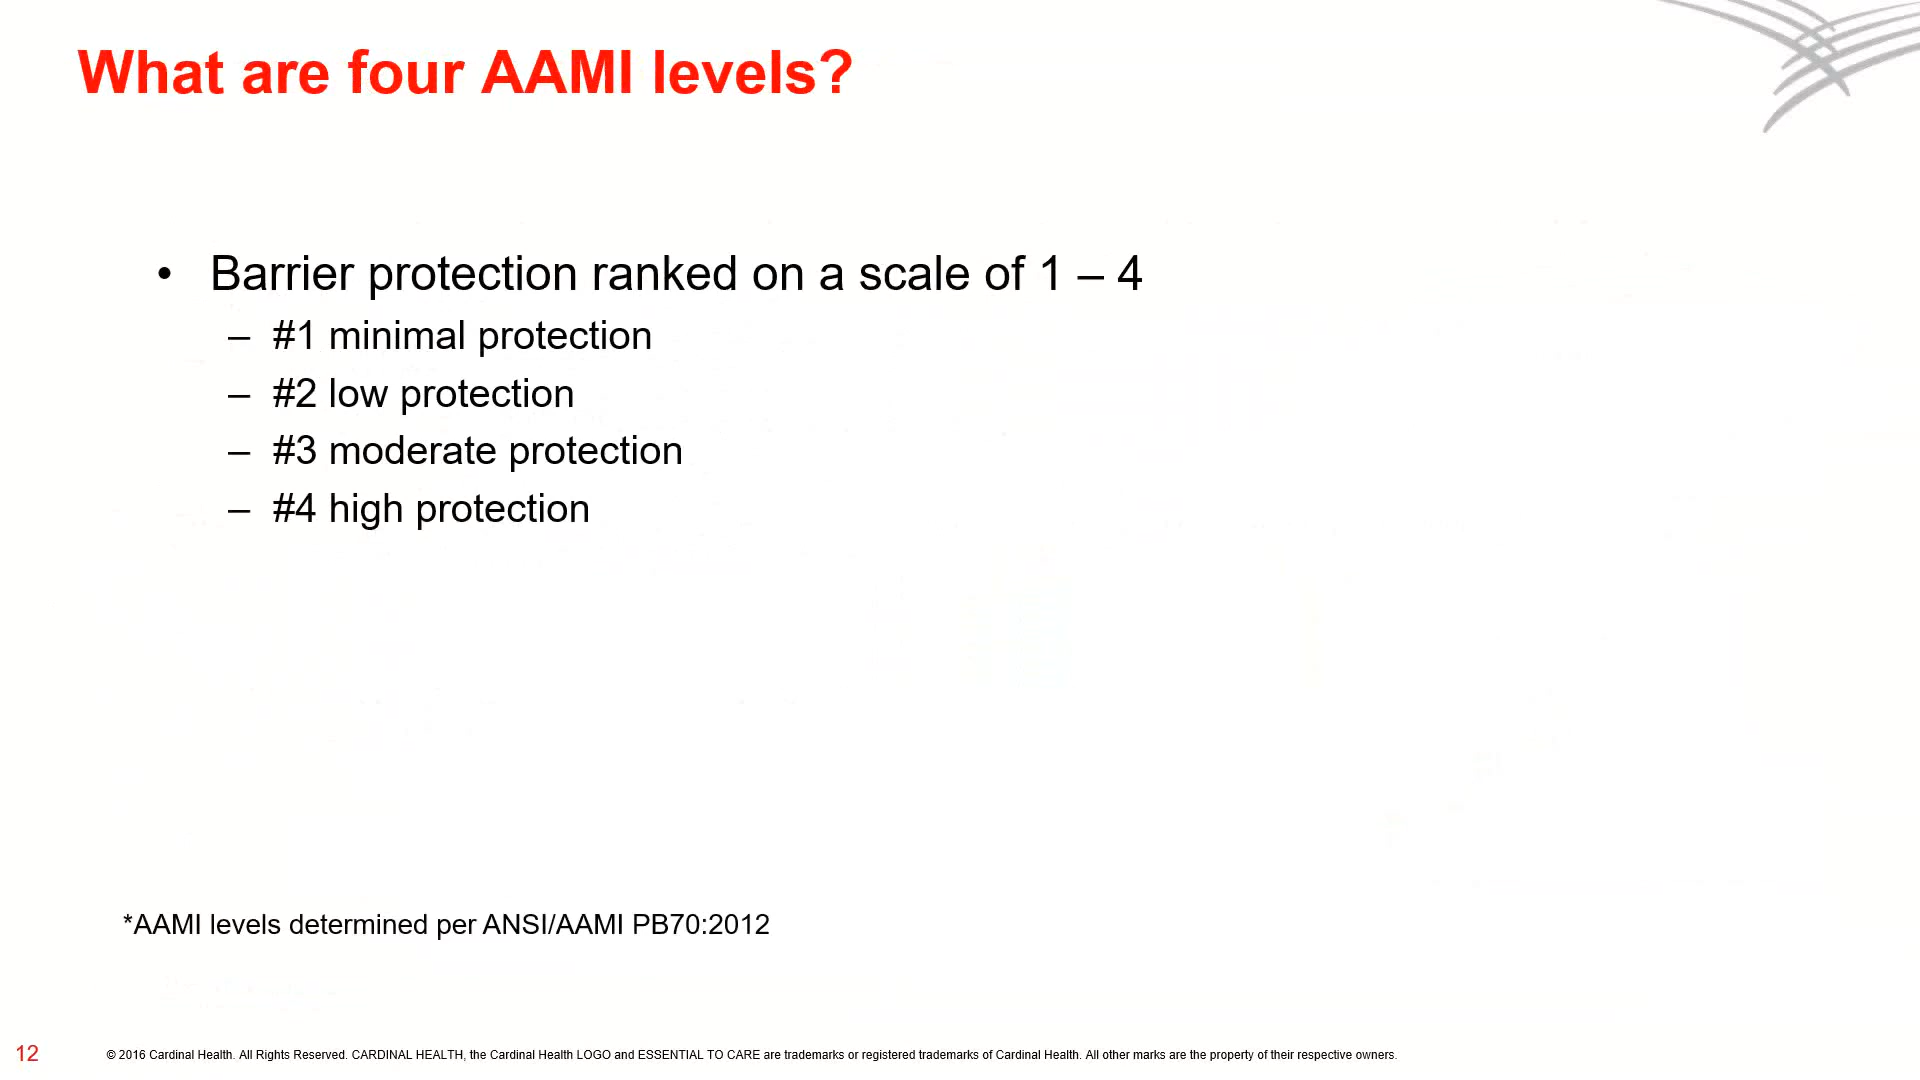 What are four AAMI levels?
• Barrier protection ranked on a scale of 1 – 4
– #1 minimal protection
– #2 low protection
– #3 moderate protection
– #4 high protection
*AAMI levels determined per ANSI/AAMI PB70:2012
12
© 2016 Cardinal Health. All Rights Reserved. CARDINAL HEALTH, the Cardinal Health LOGO and ESSENTIAL TO CARE are trademarks or registered trademarks of Cardinal Health. All other marks are the property of their respective owners.